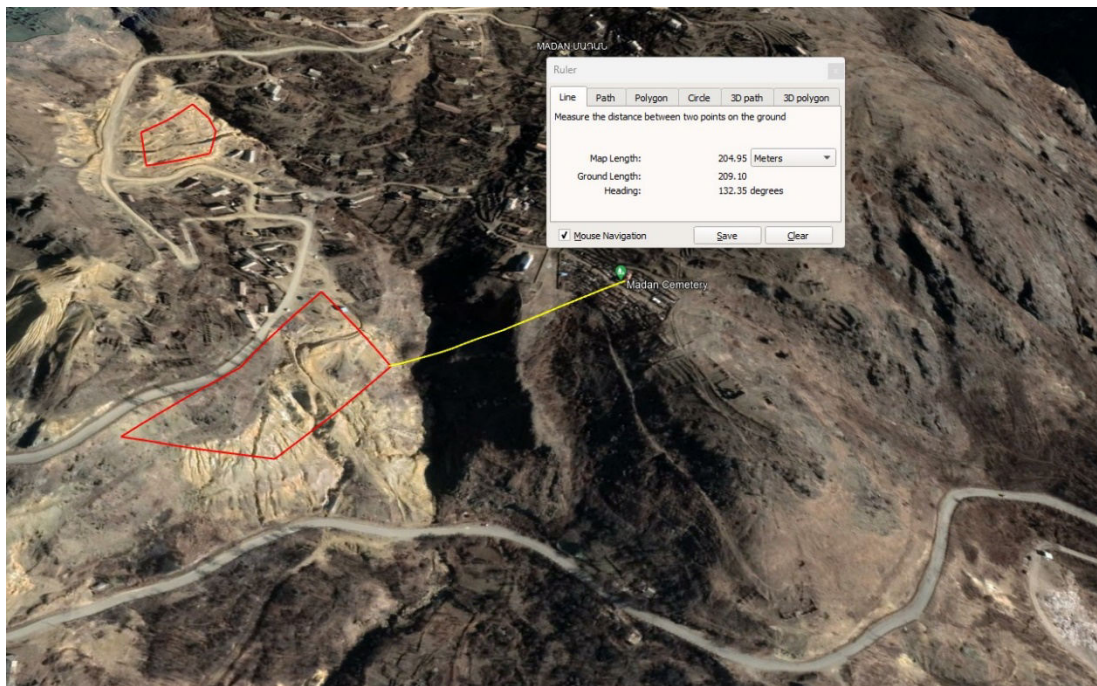 MADAN ՄԱԴԱՆ
Ruler
Line Path Polygon Circle 3D path 3D polygon
Measure the distance between two points on the ground
Map Length: 204.95 Meters
Ground Length: 209.10
Heading: 132.35 degrees
Mouse Navigation Save Clear
Madan Cemetery